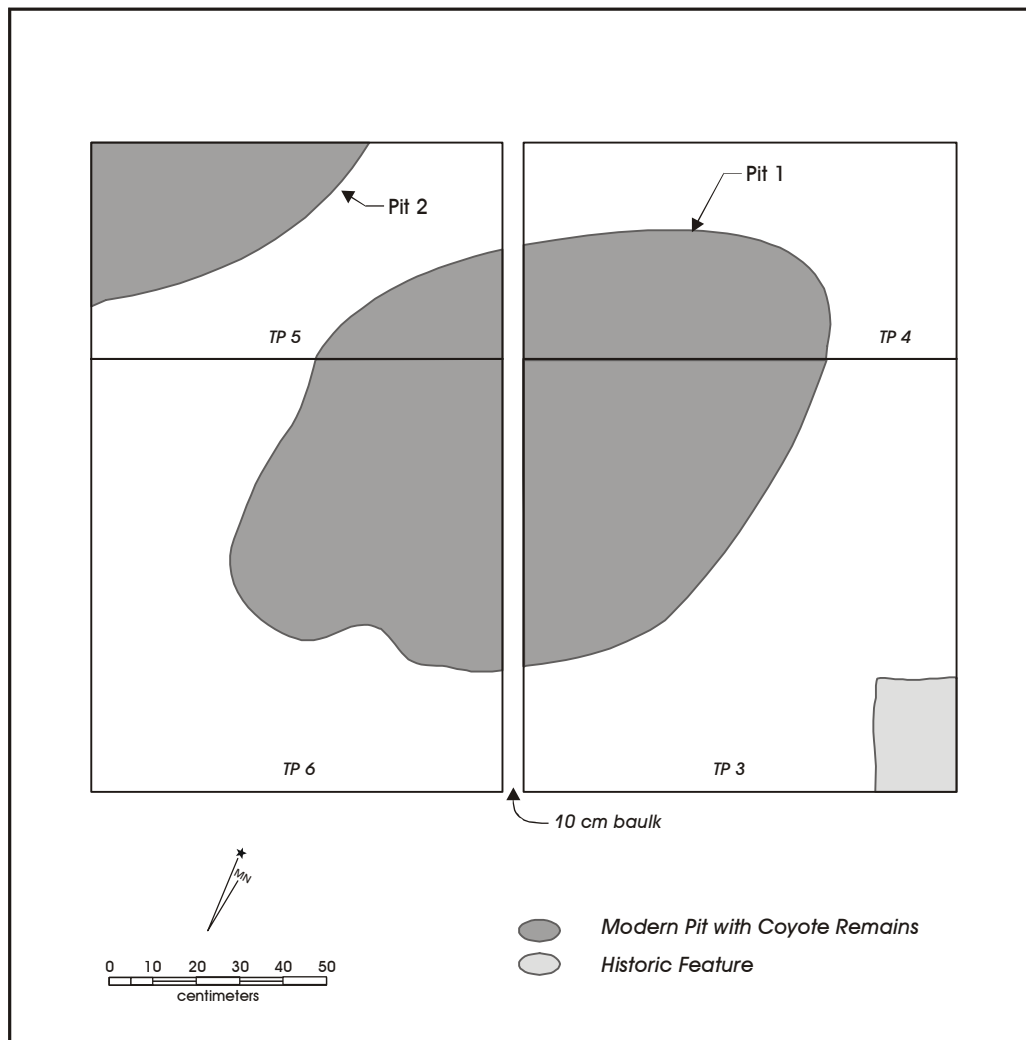 Pit 1
Pit 2
TP 5
TP 4
TP 6
TP 3
10 cm baulk
MN
Modern Pit with Coyote Remains
Historic Feature
0 10 20 30 40 50
centimeters